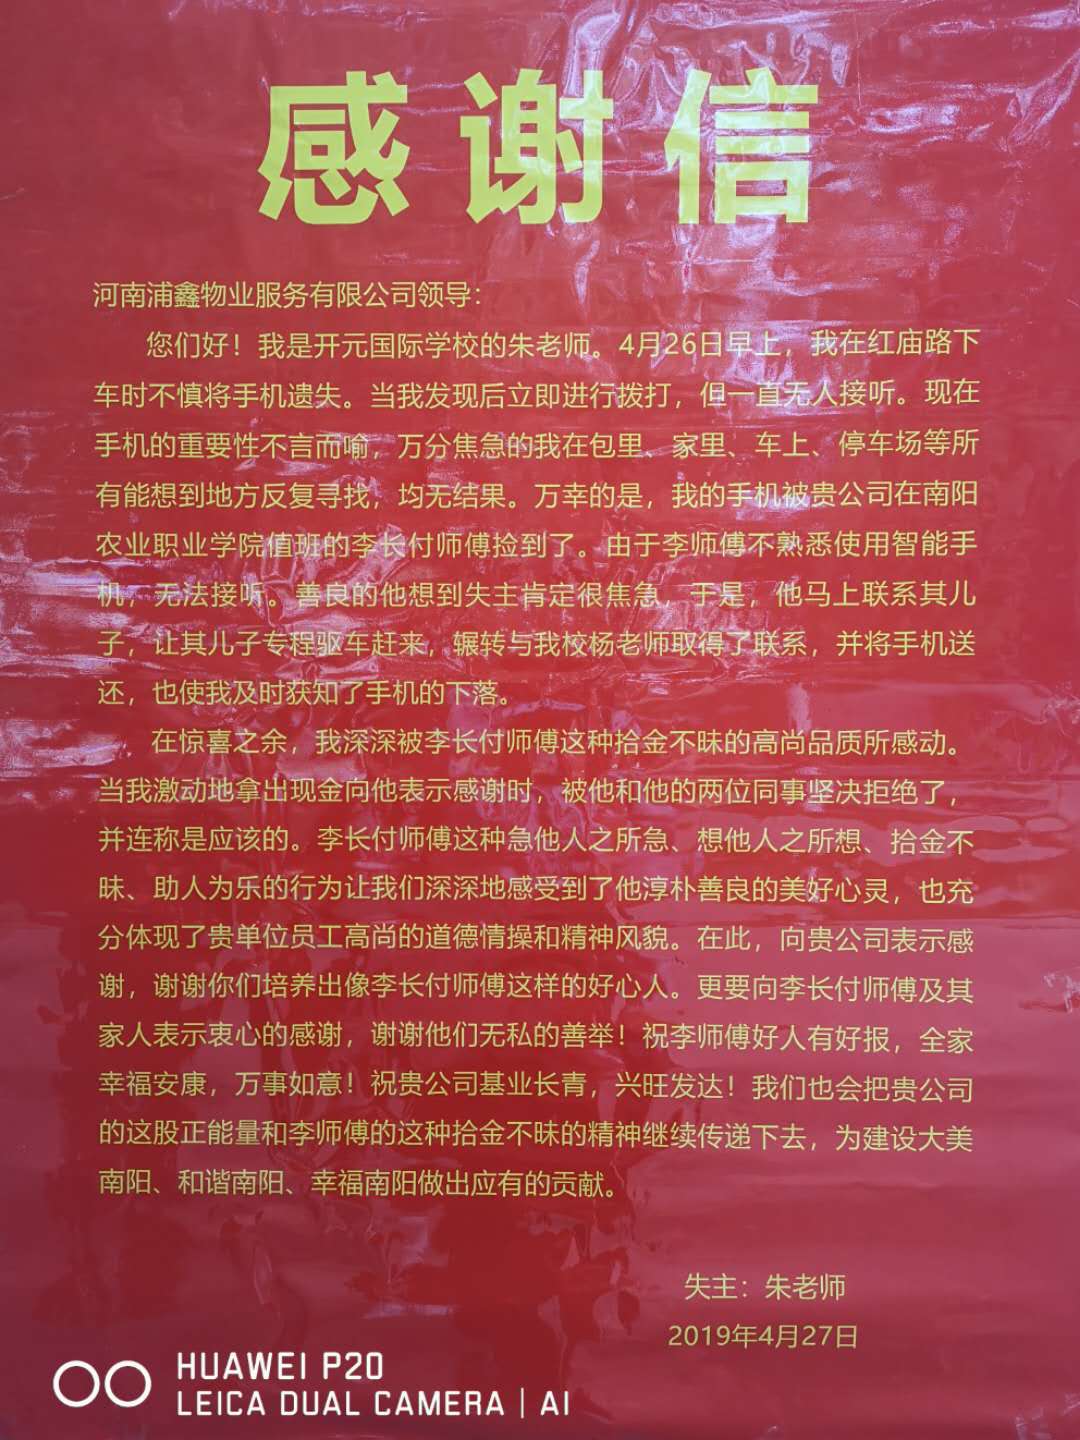 感谢信
河南浦鑫物业服务有限公司领导：
您们好！我是开元国际学校的朱老师。4月26日早上，我在红庙路下
车时不慎将手机遗失。当我发现后立即进行拨打，但一直无人接听。现在
手机的重要性不言而喻，万分焦急的我在包里、家里、车上、停车场等所
有能想到地方反复寻找，均无结果。万幸的是，我的手机被贵公司在南阳
农业职业学院值班的李长付师傅捡到了。由于李师傅不熟悉使用智能手
机，无法接听。善良的他想到失主肯定很焦急，于是，他马上联系其儿
子，让其儿子专程驱车赶来，辗转与我校杨老师取得了联系，并将手机送
还，也使我及时获知了手机的下落。
在惊喜之余，我深深被李长付师傅这种拾金不昧的高尚品质所感动。
当我激动地拿出现金向他表示感谢时，被他和他的两位同事坚决拒绝了，
并连称是应该的。李长付师傅这种急他人之所急、想他人之所想、拾金不
昧、助人为乐的行为让我们深深地感受到了他淳朴善良的美好心灵，也充
分体现了贵单位员工高尚的道德情操和精神风貌。在此，向贵公司表示感
谢，谢谢你们培养出像李长付师傅这样的好心人。更要向李长付师傅及其
家人表示衷心的感谢，谢谢他们无私的善举！祝李师傅好人有好报，全家
幸福安康，万事如意！祝贵公司基业长青，兴旺发达！我们也会把贵公司
的这股正能量和李师傅的这种拾金不昧的精神继续传递下去，为建设大美
南阳、和谐南阳、幸福南阳做出应有的贡献。
失主：朱老师
2019年4月27日
HUAWEI P20
LEICA DUAL CAMERA | AI